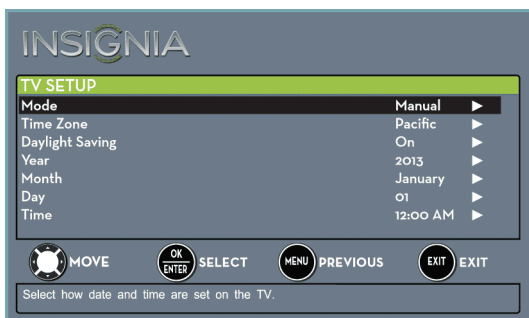 INSIGNIA
TV SETUP
Mode Manual
Time Zone Pacific
Daylight Saving On
Year 2013
Month January
Day 01
Time 12:00 AM
MOVE OK ENTER SELECT MENU PREVIOUS EXIT EXIT
Select how date and time are set on the TV.